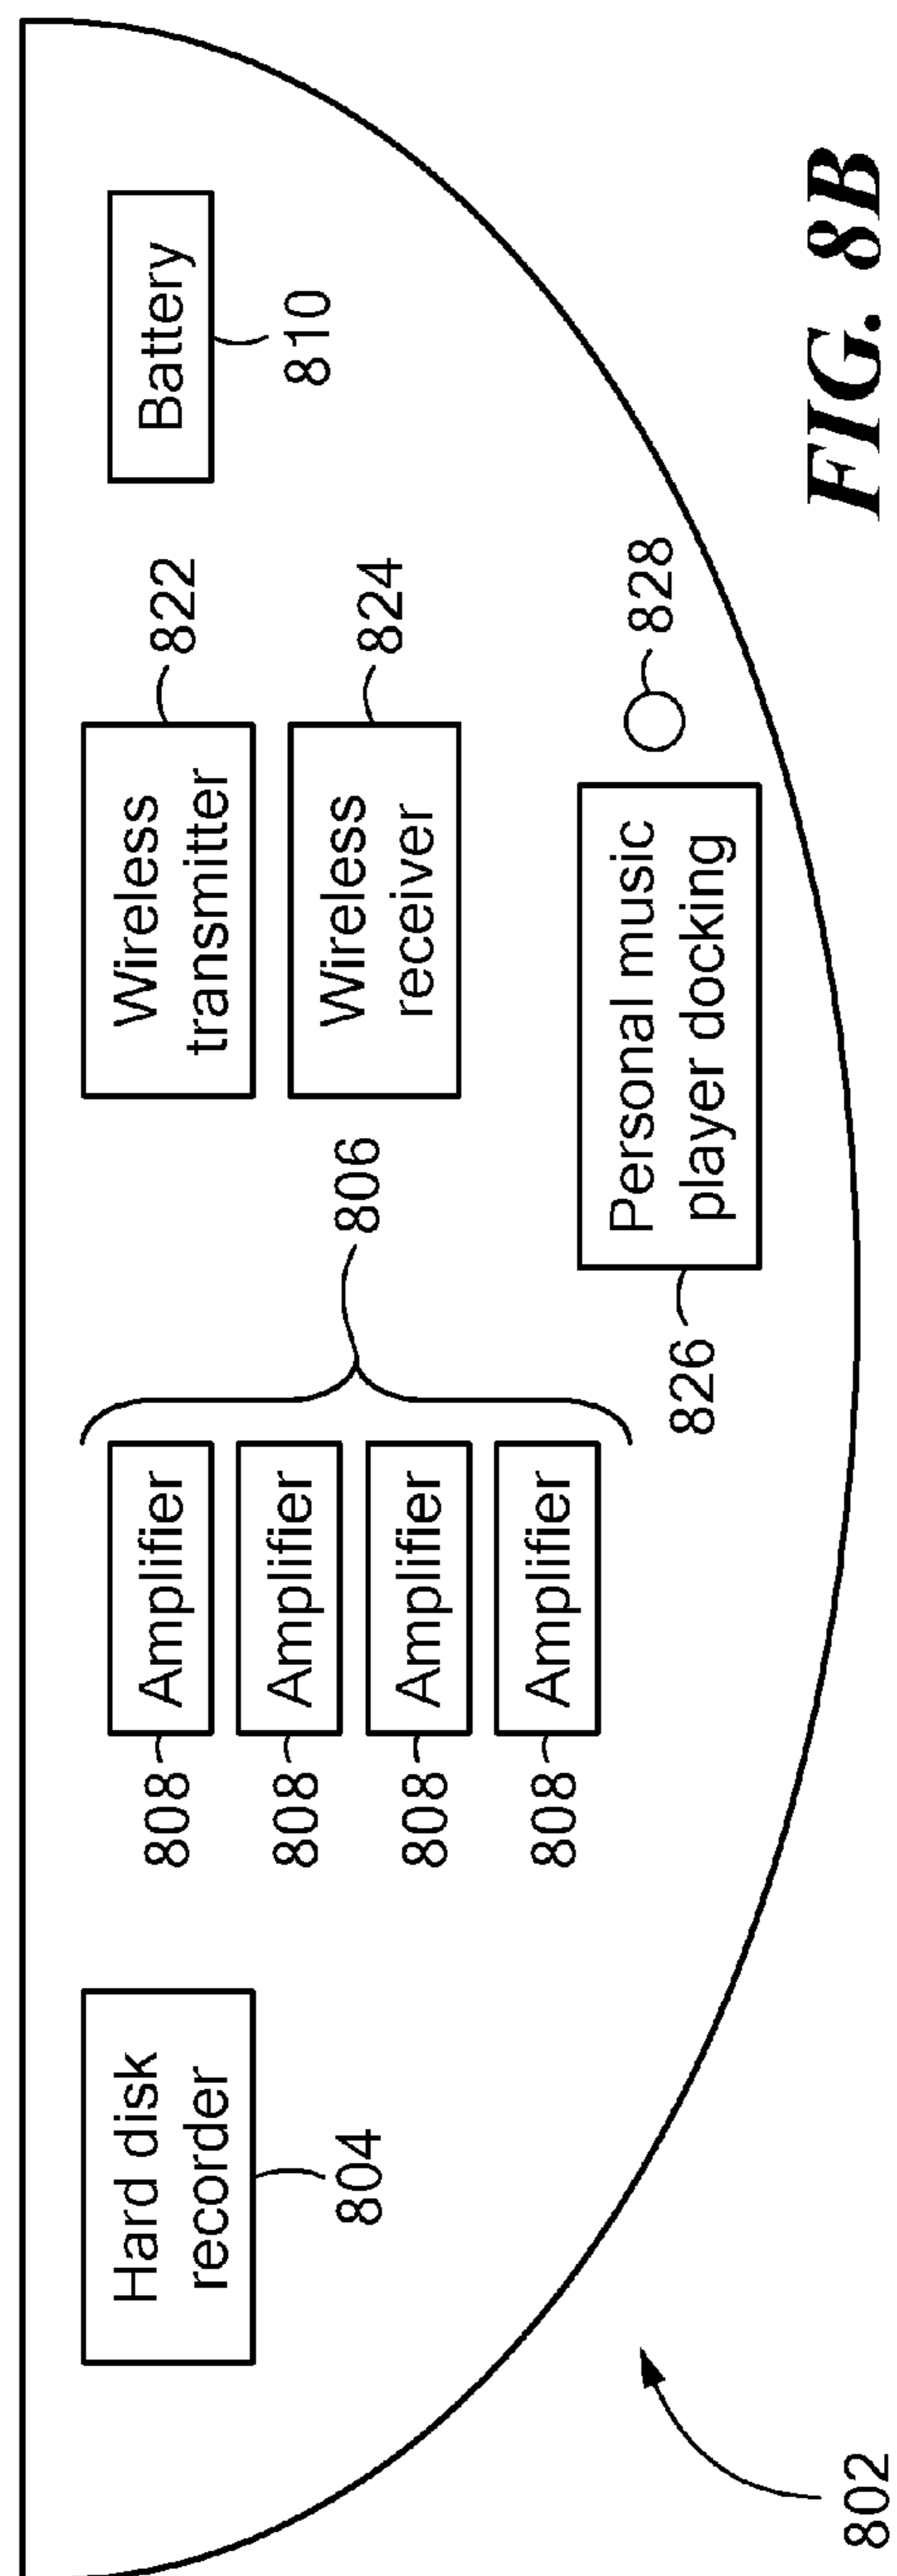 Hard disk
recorder
804
808
Amplifier
808
Amplifier
808
Amplifier
808
Amplifier
806
Wireless
transmitter
822
Wireless
receiver
824
Battery
810
826
Personal music
player docking
828
802
FIG. 8B